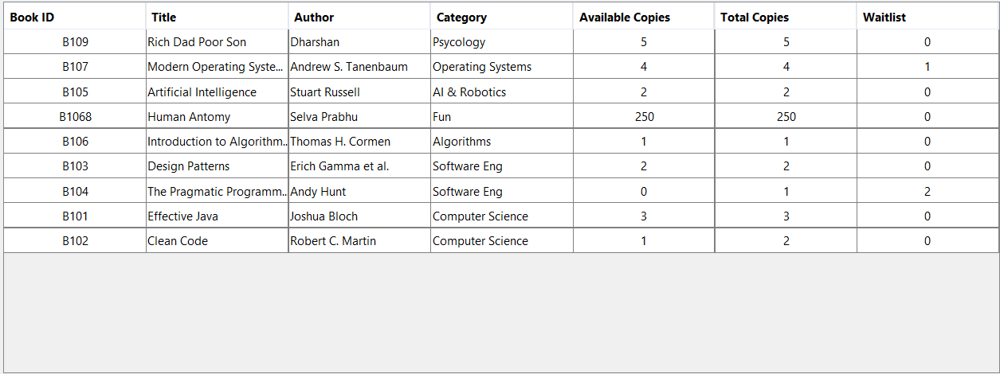 Book ID Title Author Category Available Copies Total Copies Waitlist
B109 Rich Dad Poor Son Dharshan Psycology 5 5 0
B107 Modern Operating Syste... Andrew S. Tanenbaum Operating Systems 4 4 1
B105 Artificial Intelligence Stuart Russell AI & Robotics 2 2 0
B1068 Human Antomy Selva Prabhu Fun 250 250 0
B106 Introduction to Algorithm... Thomas H. Cormen Algorithms 1 1 0
B103 Design Patterns Erich Gamma et al. Software Eng 2 2 0
B104 The Pragmatic Programm... Andy Hunt Software Eng 0 1 2
B101 Effective Java Joshua Bloch Computer Science 3 3 0
B102 Clean Code Robert C. Martin Computer Science 1 2 0